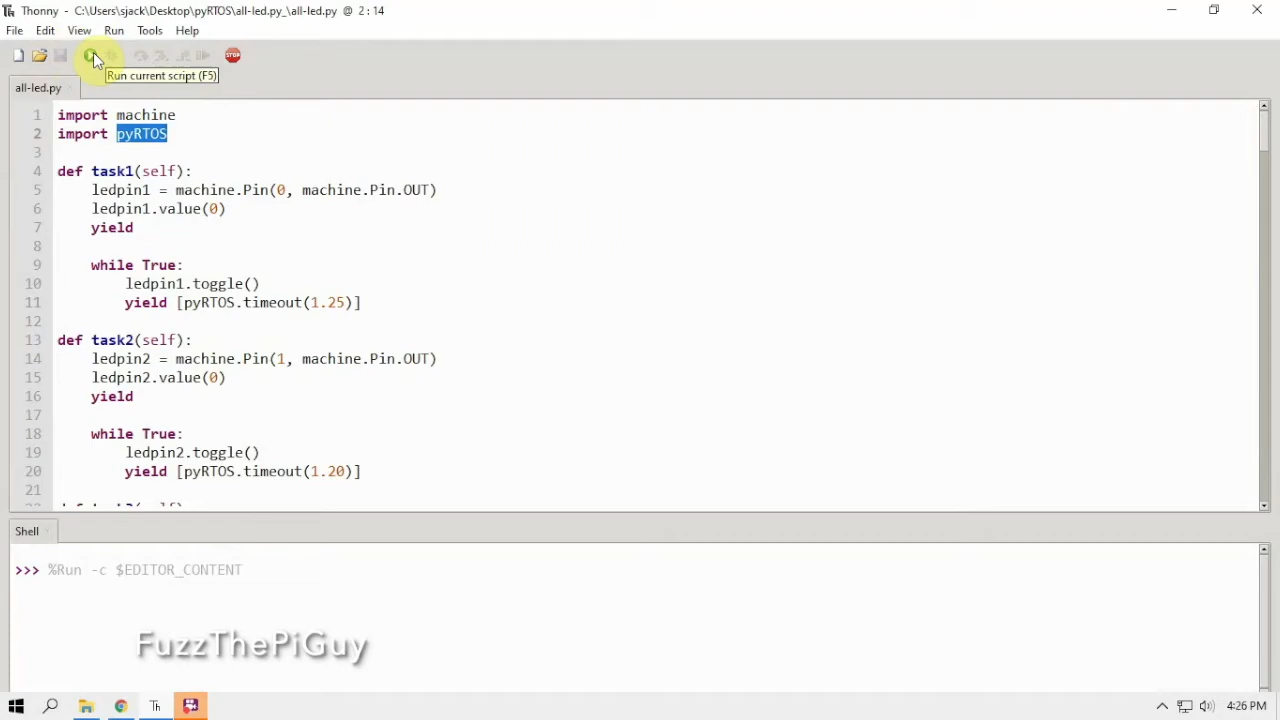 Thonny - C:\Users\sjack\Desktop\pyRTOS\all-led.py_\all-led.py @ 2 : 14
File Edit View Run Tools Help
STOP
Run current script (F5)
all-led.py
1 import machine
2 import pyRTOS
3
4 def task1(self):
5     ledpin1 = machine.Pin(0, machine.Pin.OUT)
6     ledpin1.value(0)
7     yield
8
9     while True:
10         ledpin1.toggle()
11         yield [pyRTOS.timeout(1.25)]
12
13 def task2(self):
14     ledpin2 = machine.Pin(1, machine.Pin.OUT)
15     ledpin2.value(0)
16     yield
17
18     while True:
19         ledpin2.toggle()
20         yield [pyRTOS.timeout(1.20)]
21
Shell
>>> %Run -c $EDITOR_CONTENT
FuzzThePiGuy
Th
4:26 PM